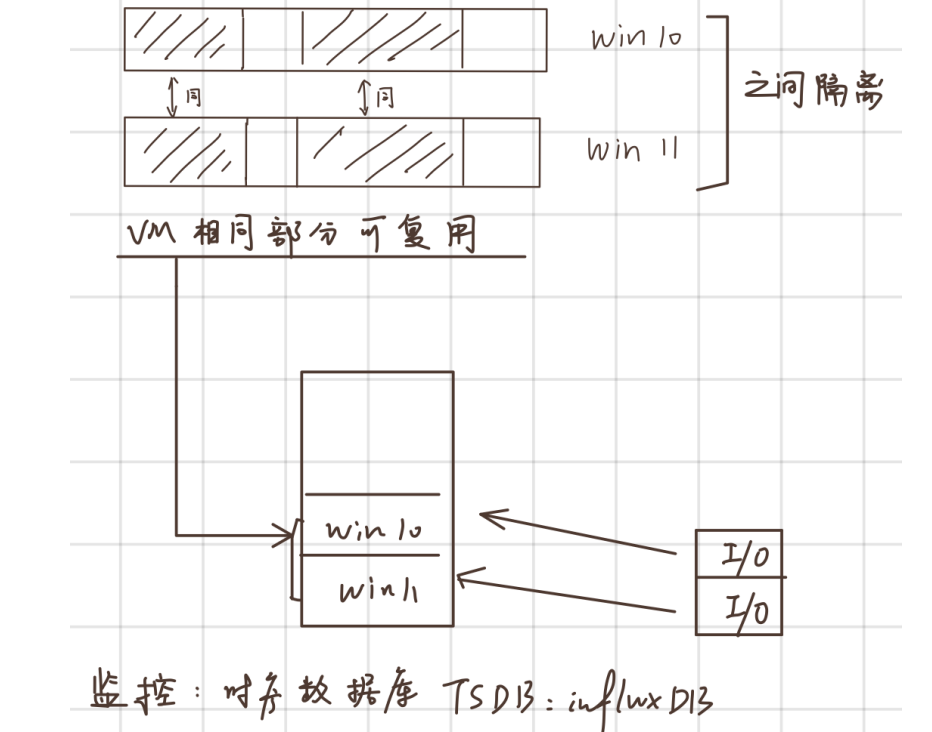 win 10
之间隔离
同 同
win 11
VM 相同部分可复用
win 10
I/O
win 11
I/O
监控：时序数据库 TSDB：influxDB